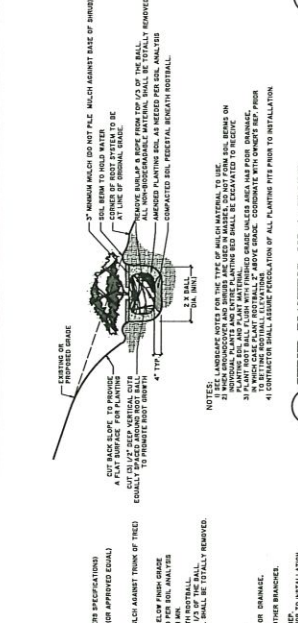 3" MINIMUM MULCH (DO NOT PILE MULCH AGAINST BASE OF SHRUB)
SOIL BERM TO HOLD WATER
CROWN OF ROOT SYSTEM TO BE
AT LINE OF ORIGINAL GRADE.
REMOVE BURLAP & ROPE FROM TOP 1/3 OF THE BALL.
ALL NON-BIODEGRADABLE MATERIAL SHALL BE TOTALLY REMOVED
AMENDED PLANTING SOIL AS NEEDED PER SOIL ANALYSIS
COMPACTED SOIL PEDESTAL BENEATH ROOTBALL.
EXISTING OR
PROPOSED GRADE
CUT BACK SLOPE TO PROVIDE
A FLAT SURFACE FOR PLANTING
CUT (3) 1/2" DEEP VERTICAL CUTS
EQUALLY SPACED AROUND ROOT BALL
TO PROMOTE ROOT GROWTH
4" TYP.
2 X BALL
DIA. (MIN.)
NOTES:
1) SEE LANDSCAPE NOTES FOR THE TYPE OF MULCH MATERIAL TO USE.
2) WHEN GROUNDCOVERS AND SHRUBS ARE USED IN MASSES, DO NOT FORM SOIL BERMS ON
INDIVIDUAL PLANTS AND ENTIRE PLANTING BED SHALL BE EXCAVATED TO RECEIVE
PLANTING SOIL AND PLANT MATERIAL.
3) PLANT ROOT BALL FLUSH WITH FINISHED GRADE UNLESS AREA HAS POOR DRAINAGE,
IN WHICH CASE PLANT ROOTBALL 2" ABOVE GRADE. COORDINATE WITH OWNER'S REP. PRIOR
TO SETTING ROOTBALL ELEVATIONS.
4) CONTRACTOR SHALL ASSURE PERCOLATION OF ALL PLANTING PITS PRIOR TO INSTALLATION.
SPECIFICATIONS)
(OR APPROVED EQUAL)
AGAINST TRUNK OF TREE)
BELOW FINISH GRADE
PER SOIL ANALYSIS
MIN.
ROOTBALL.
1/3 OF THE BALL.
SHALL BE TOTALLY REMOVED.
DRAINAGE,
OTHER BRANCHES.
REP.